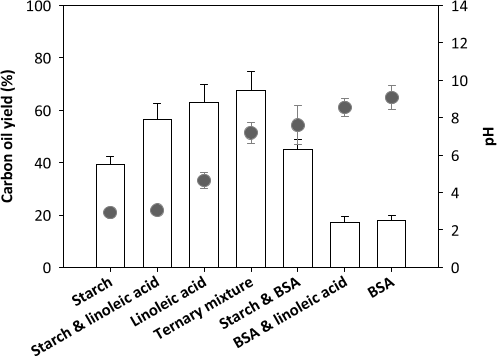 100
80
60
40
20
0
Carbon oil yield (%)
14
12
10
8
6
4
2
0
pH
Starch
Starch & linoleic acid
Linoleic acid
Ternary mixture
Starch & BSA
BSA & linoleic acid
BSA